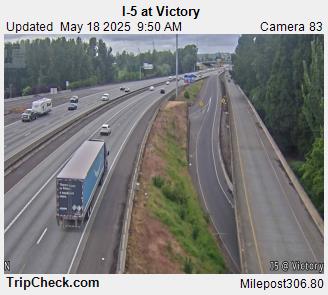 I-5 at Victory
Updated May 18 2025 9:50 AM
Camera 83
N
I5 @ Victory
TripCheck.com
Milepost306.80